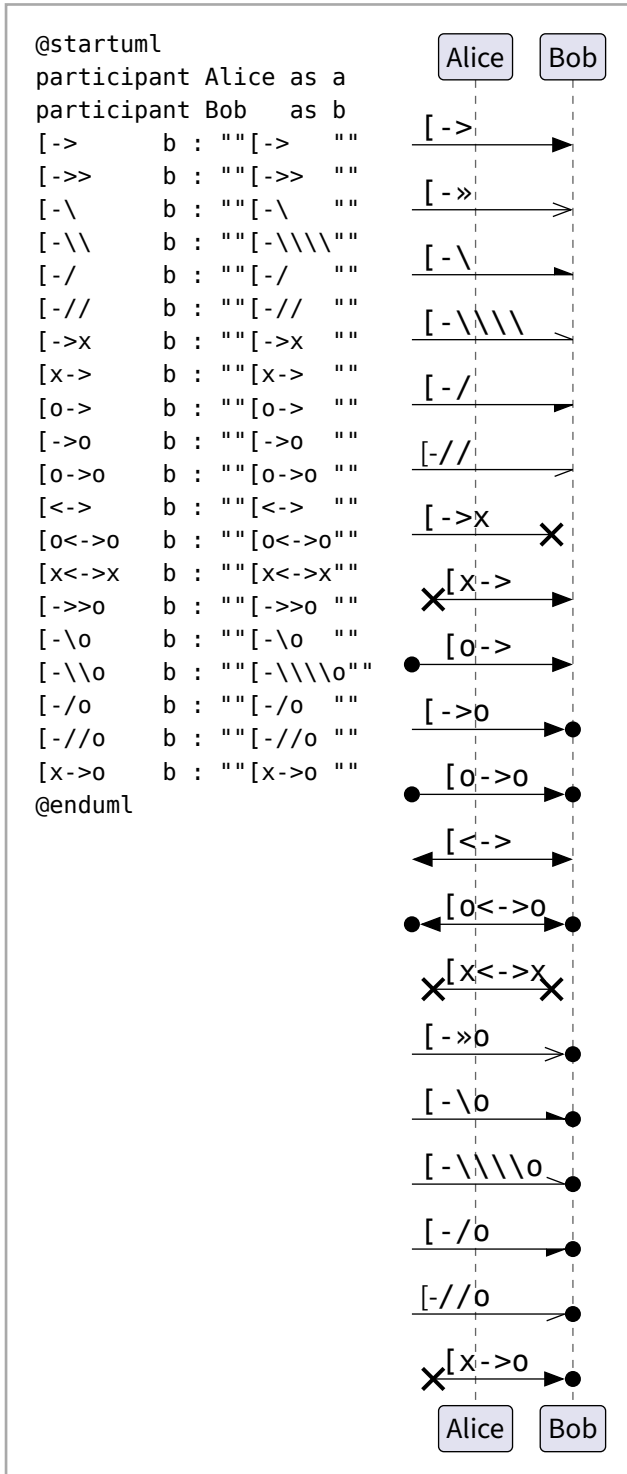 @startuml
participant Alice as a
participant Bob   as b
[->      b : ""[->   ""
[->>     b : ""[->>  ""
[-\      b : ""[-\   ""
[-\\     b : ""[-\\\\""
[-/      b : ""[-/   ""
[-//     b : ""[-//  ""
[->x     b : ""[->x  ""
[x->     b : ""[x->  ""
[o->     b : ""[o->  ""
[->o     b : ""[->o  ""
[o->o    b : ""[o->o ""
[<->     b : ""[<->  ""
[o<->o   b : ""[o<->o""
[x<->x   b : ""[x<->x""
[->>o    b : ""[->>o ""
[-\o     b : ""[-\o  ""
[-\\o    b : ""[-\\\\o""
[-/o     b : ""[-/o  ""
[-//o    b : ""[-//o ""
[x->o    b : ""[x->o ""
@enduml
Alice Bob
[->
[-»
[-\
[-\\\\
[-/
[-//
[->x
[x->
[o->
[->o
[o->o
[<->
[o<->o
[x<->x
[-»o
[-\o
[-\\\\o
[-/o
[-//o
[x->o
Alice Bob